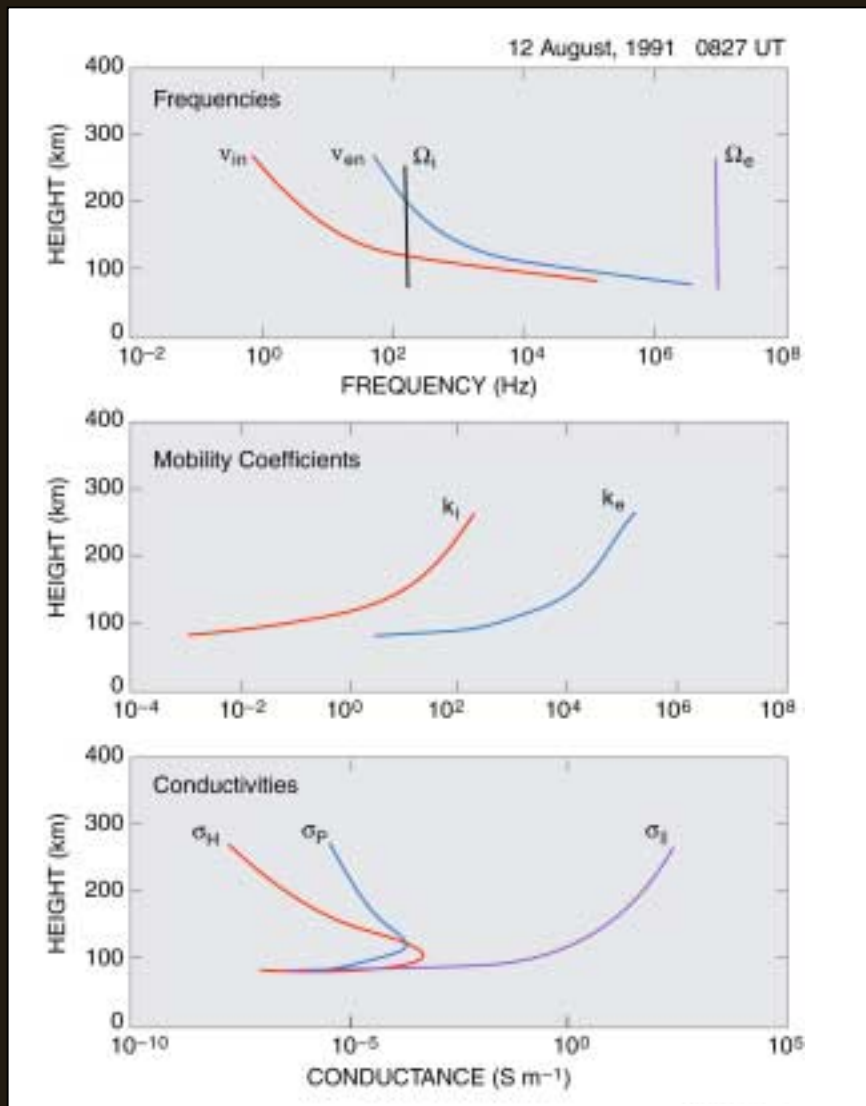 12 August, 1991 0827 UT
400
Frequencies
300
νin
νen
Ωi
Ωe
HEIGHT (km)
200
100
0
10–2
100
102
104
106
108
FREQUENCY (Hz)
400
Mobility Coefficients
300
ki
ke
HEIGHT (km)
200
100
0
10–4
10–2
100
102
104
106
108
400
Conductivities
300
σH
σP
σ||
HEIGHT (km)
200
100
0
10–10
10–5
100
105
CONDUCTANCE (S m–1)